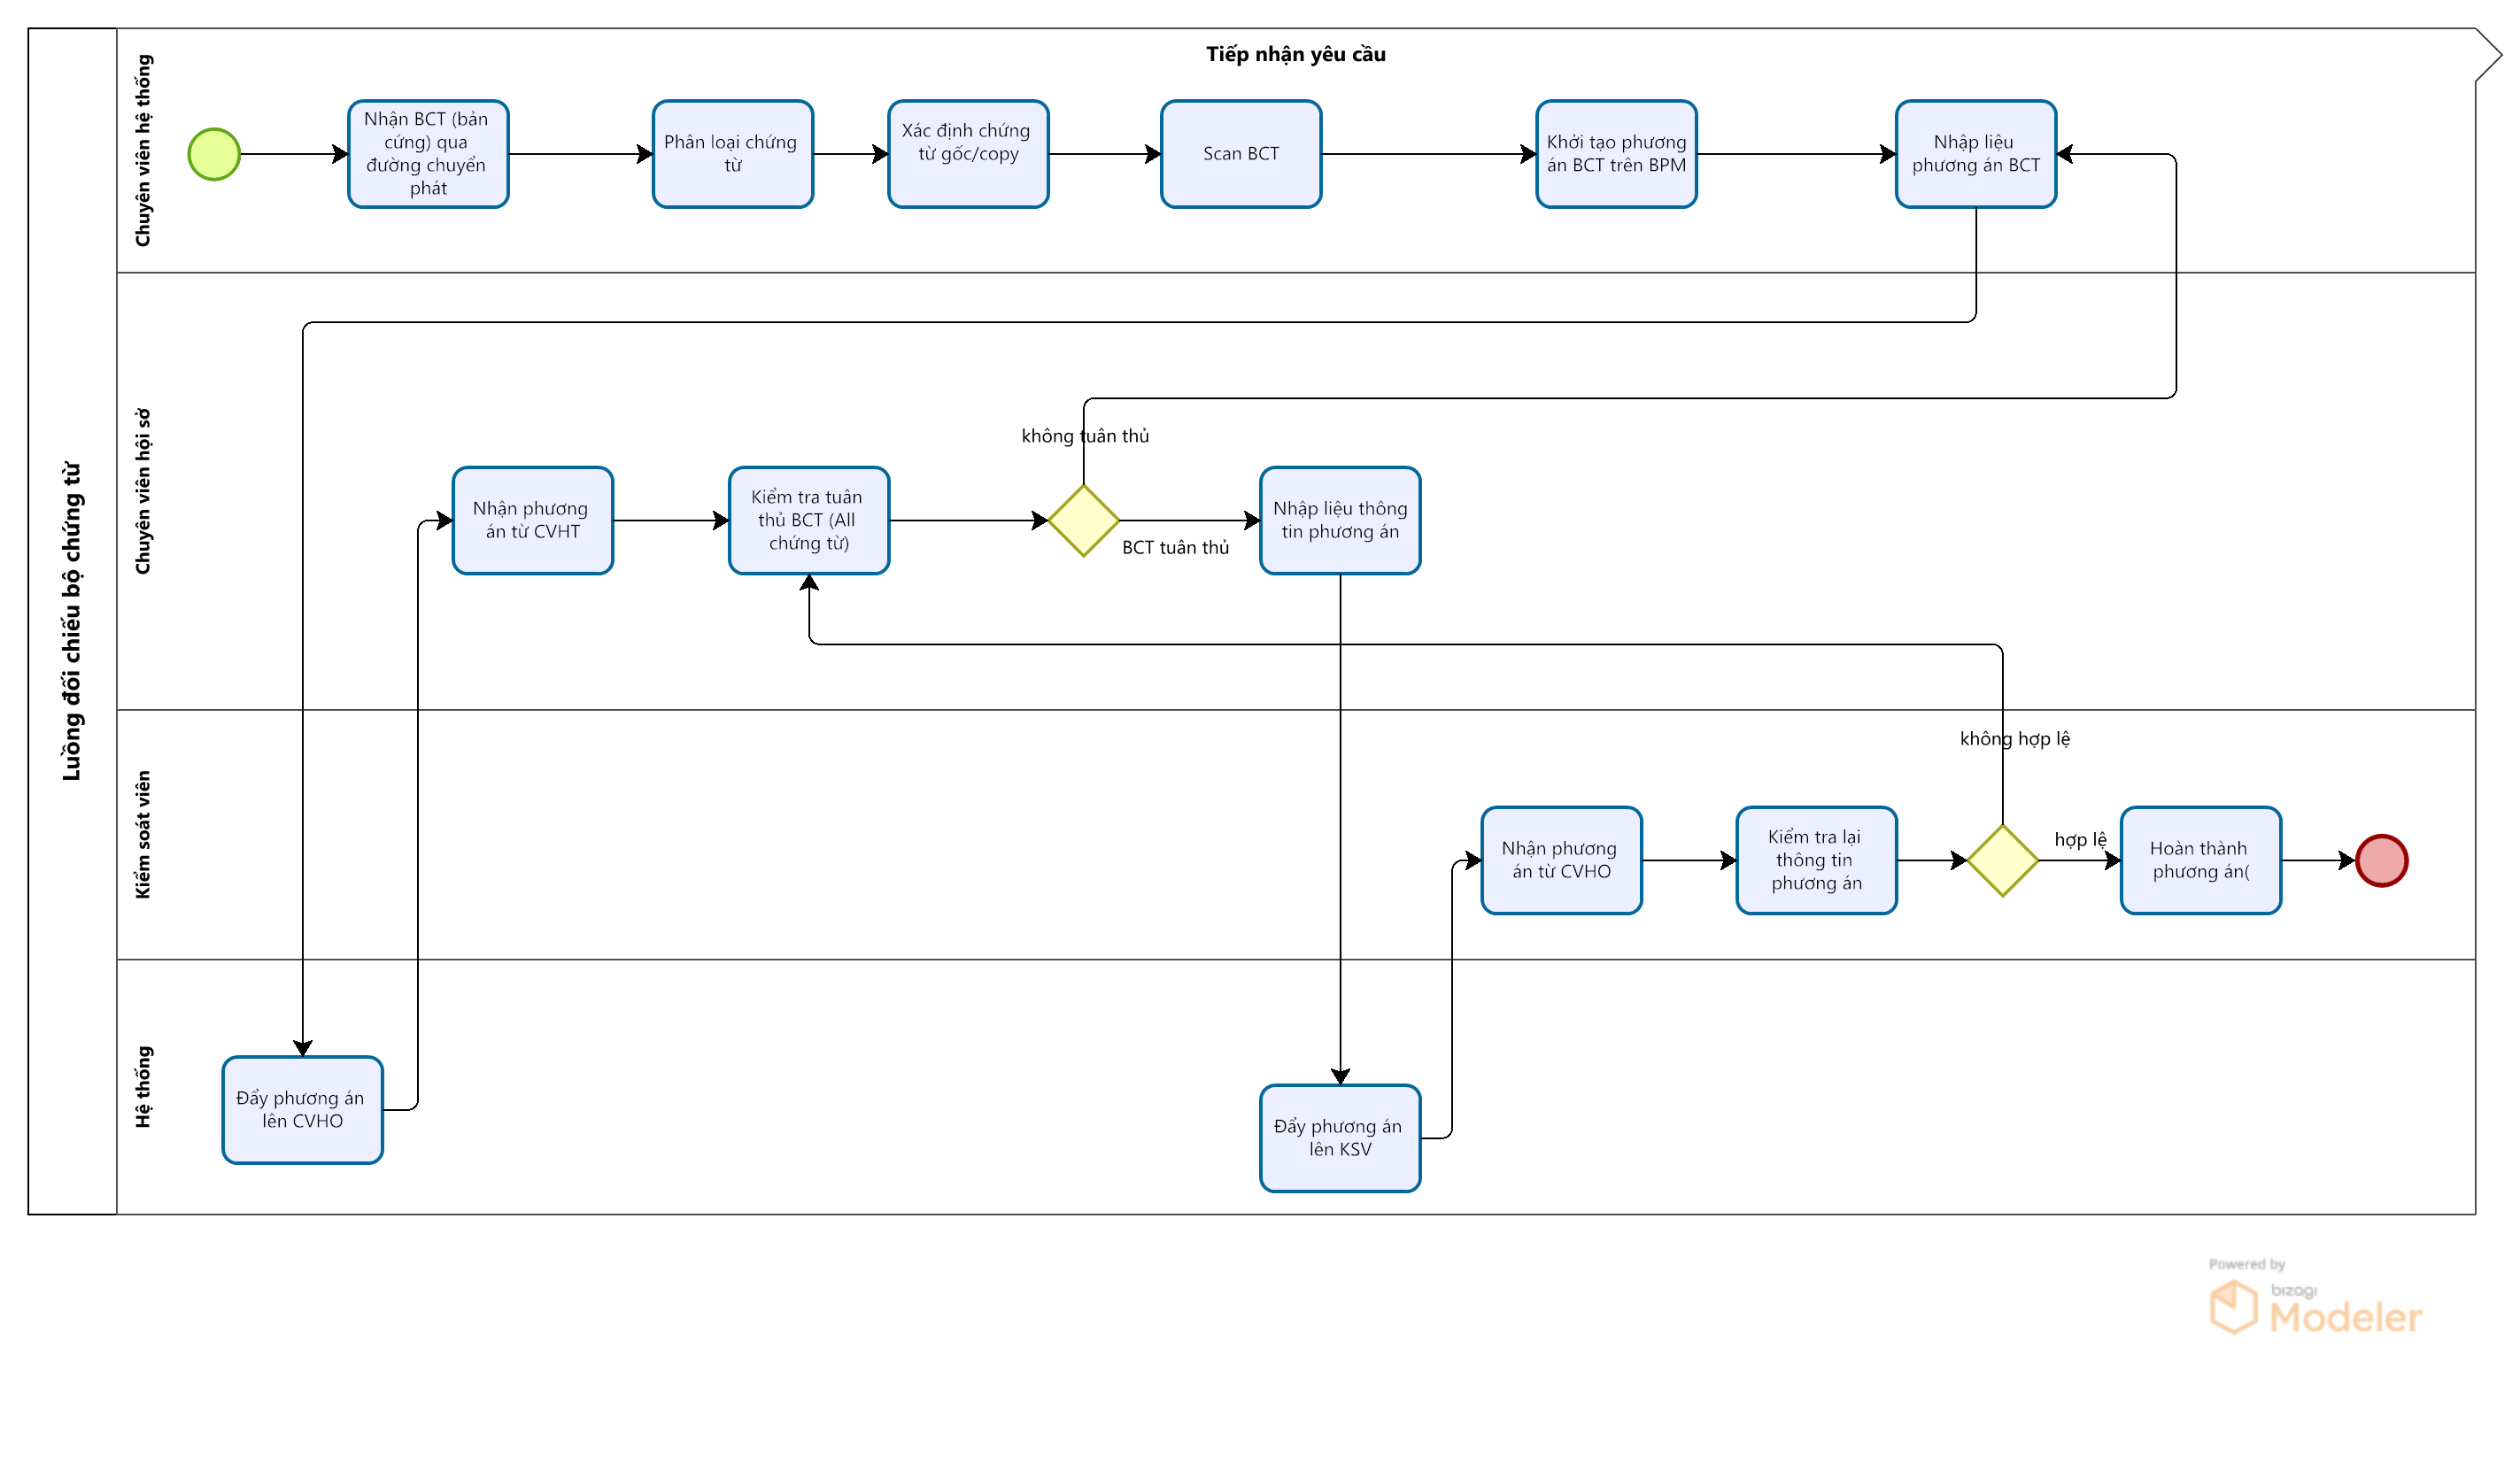 Tiếp nhận yêu cầu
Luồng đối chiếu bộ chứng từ
Chuyên viên hệ thống
Nhận BCT (bản
cứng) qua
đường chuyển
phát
Phân loại chứng
từ
Xác định chứng
từ gốc/copy
Scan BCT
Khởi tạo phương
án BCT trên BPM
Nhập liệu
phương án BCT
Chuyên viên hội sở
không tuân thủ
Nhận phương
án từ CVHT
Kiểm tra tuân
thủ BCT (All
chứng từ)
BCT tuân thủ
Nhập liệu thông
tin phương án
Kiểm soát viên
không hợp lệ
Nhận phương
án từ CVHO
Kiểm tra lại
thông tin
phương án
hợp lệ
Hoàn thành
phương án(
Hệ thống
Đẩy phương án
lên CVHO
Đẩy phương án
lên KSV
Powered by
bizagi
Modeler